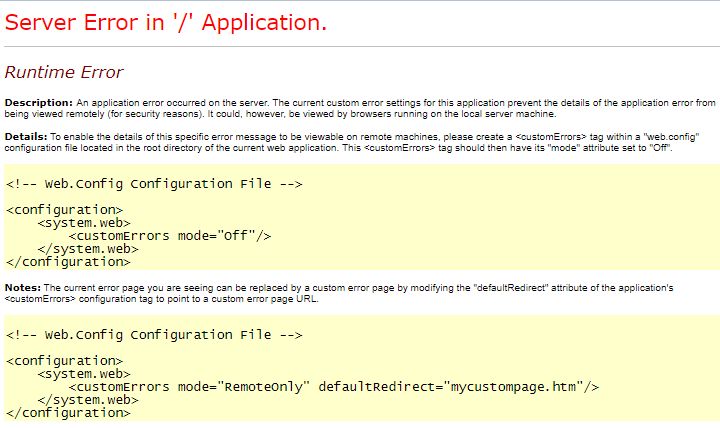 Server Error in '/' Application.
Runtime Error
Description: An application error occurred on the server. The current custom error settings for this application prevent the details of the application error from
being viewed remotely (for security reasons). It could, however, be viewed by browsers running on the local server machine.
Details: To enable the details of this specific error message to be viewable on remote machines, please create a <customErrors> tag within a "web.config"
configuration file located in the root directory of the current web application. This <customErrors> tag should then have its "mode" attribute set to "Off".
<!-- Web.Config Configuration File -->
<configuration>
    <system.web>
        <customErrors mode="Off"/>
    </system.web>
</configuration>
Notes: The current error page you are seeing can be replaced by a custom error page by modifying the "defaultRedirect" attribute of the application's
<customErrors> configuration tag to point to a custom error page URL.
<!-- Web.Config Configuration File -->
<configuration>
    <system.web>
        <customErrors mode="RemoteOnly" defaultRedirect="mycustompage.htm"/>
    </system.web>
</configuration>